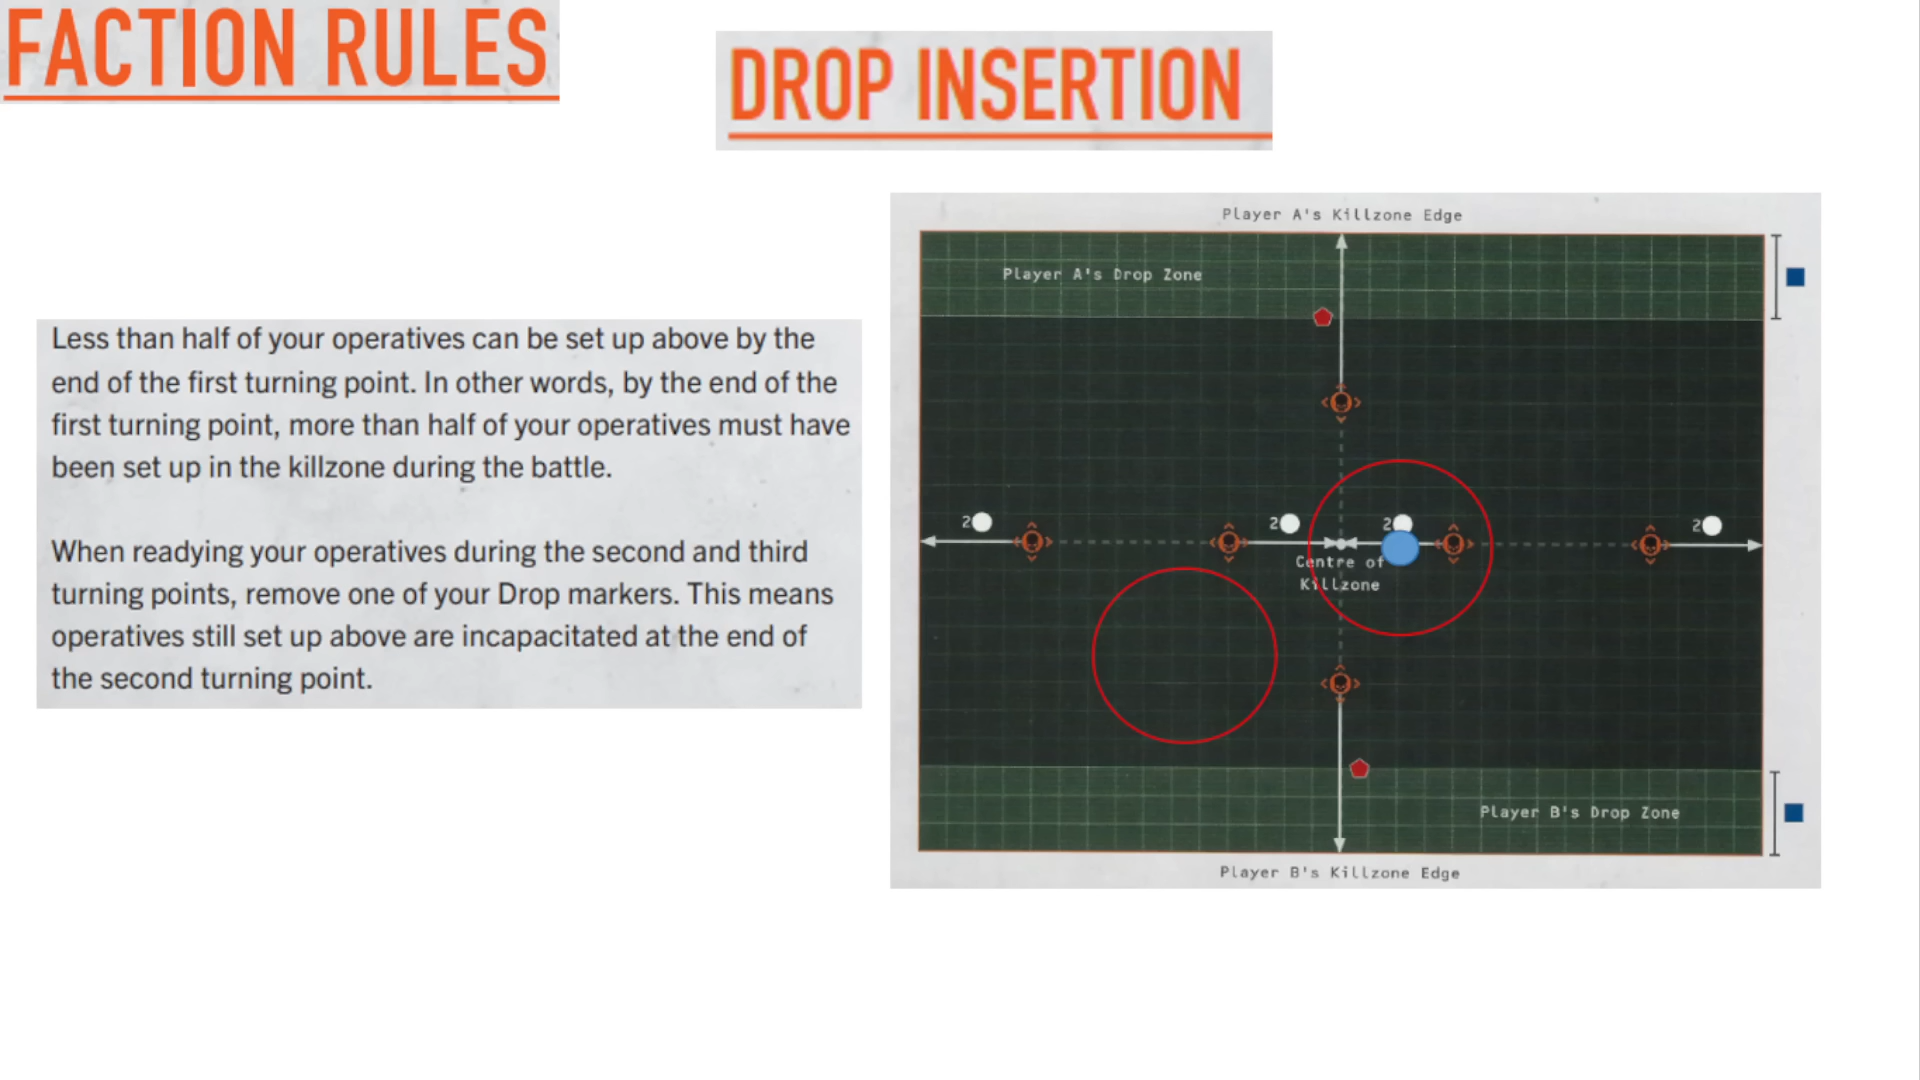 FACTION RULES
DROP INSERTION
Less than half of your operatives can be set up above by the
end of the first turning point. In other words, by the end of the
first turning point, more than half of your operatives must have
been set up in the killzone during the battle.
When readying your operatives during the second and third
turning points, remove one of your Drop markers. This means
operatives still set up above are incapacitated at the end of
the second turning point.
Player A's Killzone Edge
Player A's Drop Zone
2
2
2
2
Centre of
Killzone
Player B's Drop Zone
Player B's Killzone Edge